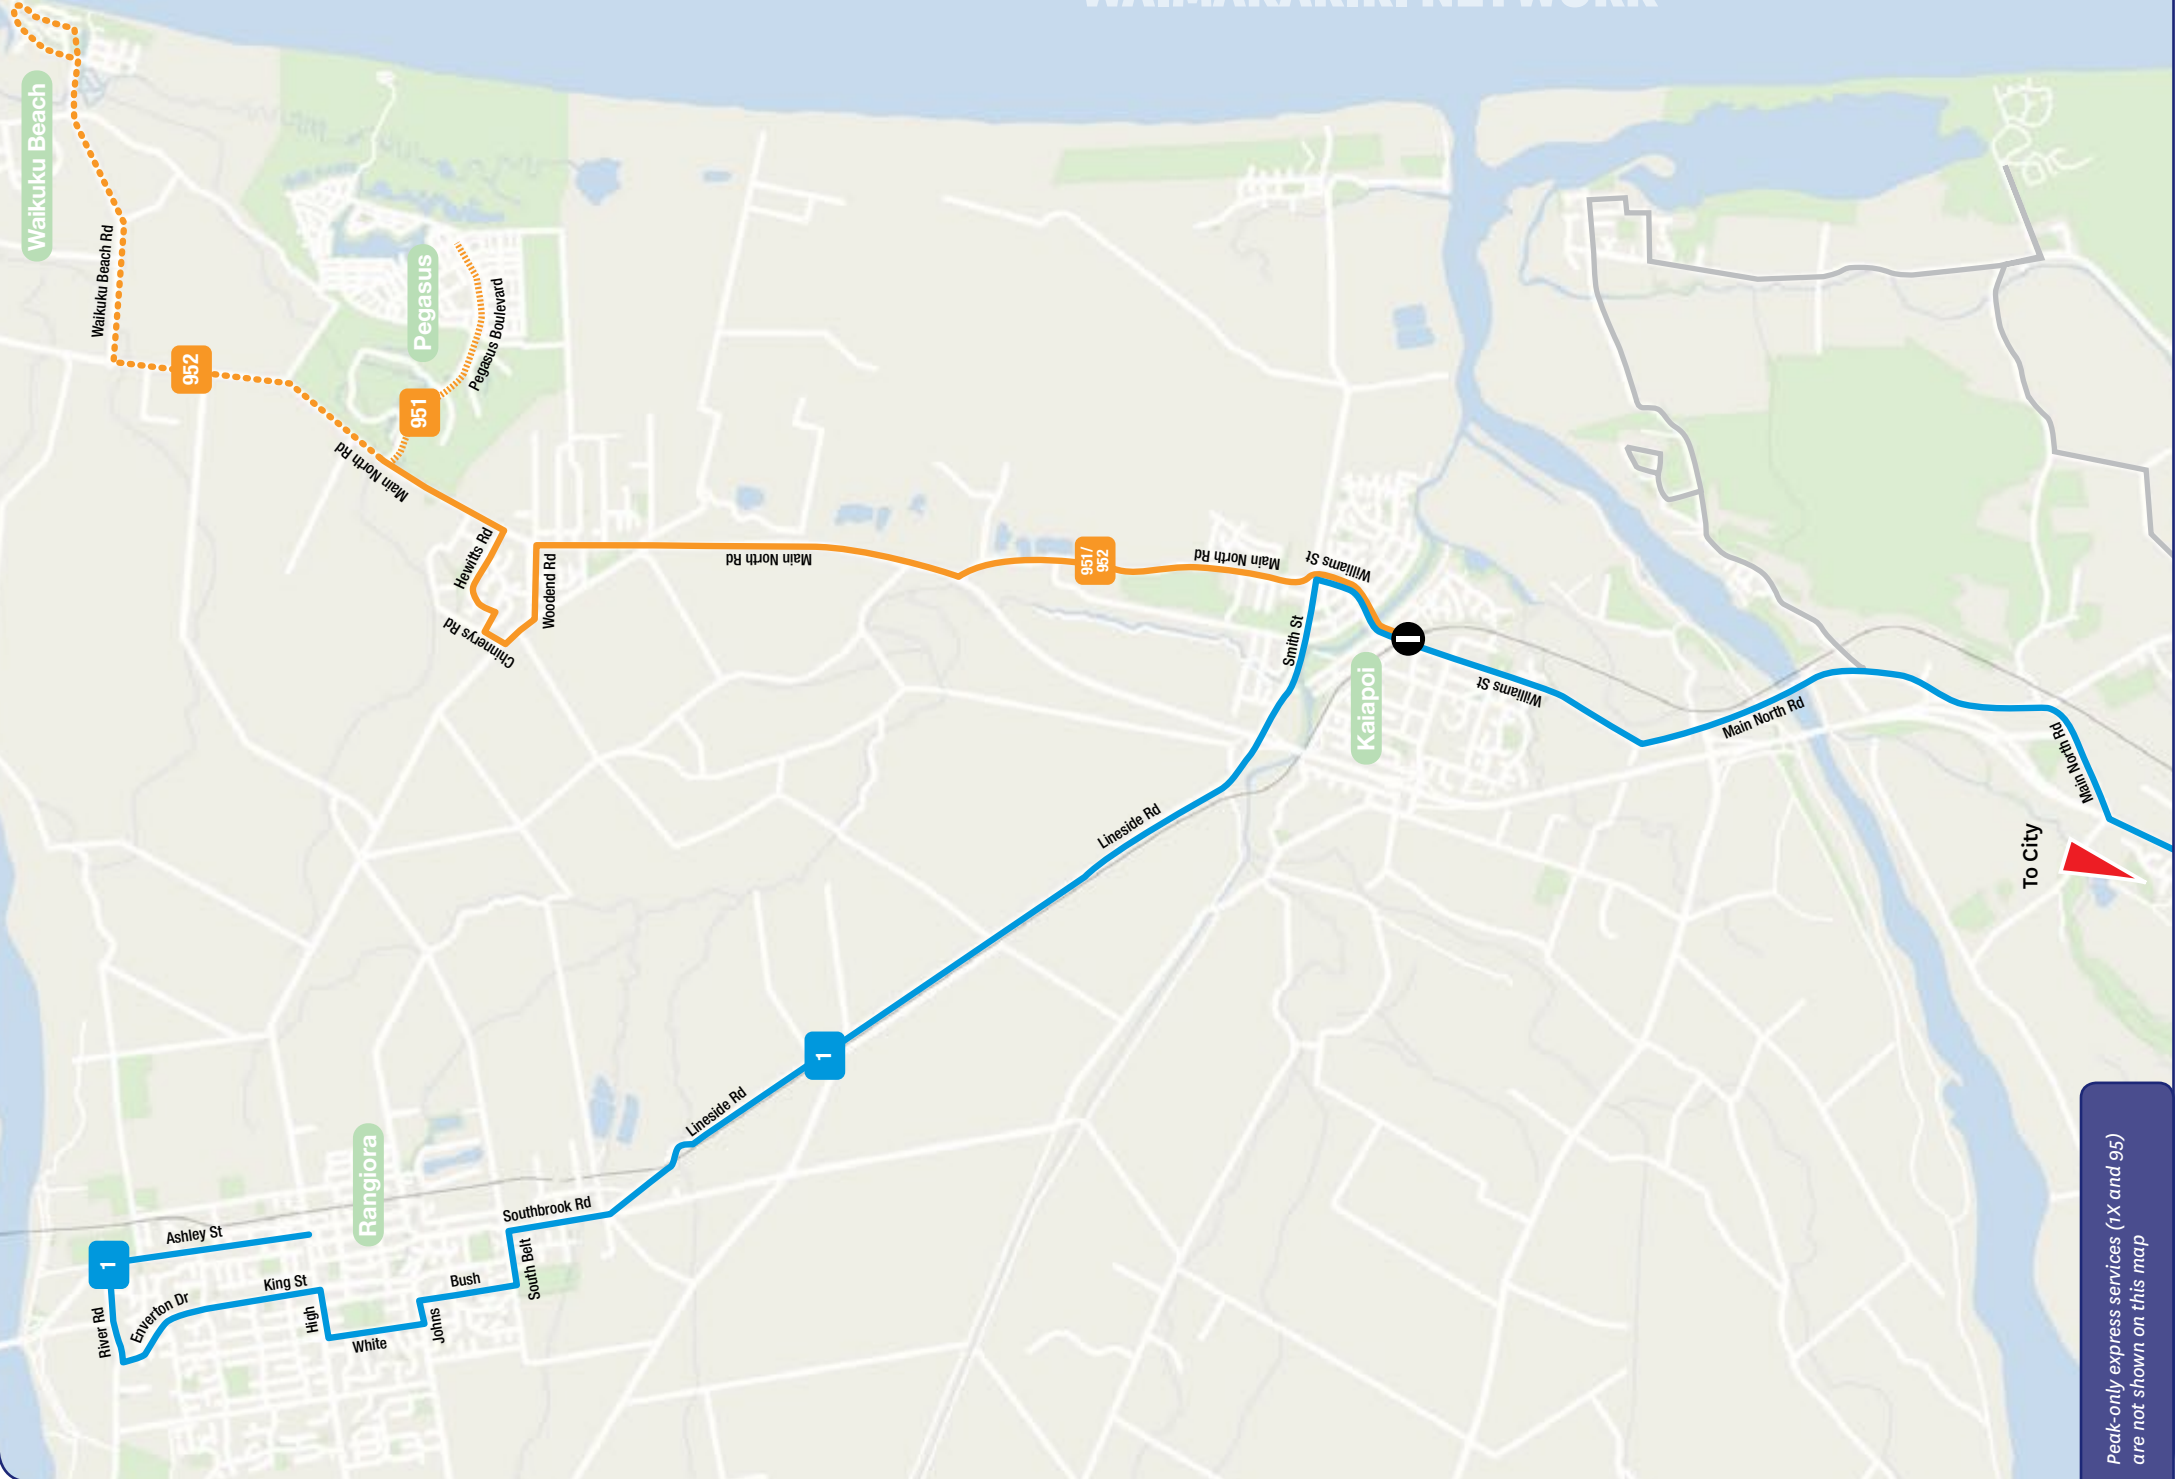 WAIMAKARIRI NETWORK
Waikuku Beach
Waikuku Beach Rd
952
Pegasus
Pegasus Boulevard
951
Main North Rd
Hewitts Rd
Chinnerys Rd
Woodend Rd
Main North Rd
951/
952
Main North Rd
Williams St
Smith St
Kaiapoi
Williams St
Main North Rd
Main North Rd
To City
Lineside Rd
1
Lineside Rd
Rangiora
Southbrook Rd
South Belt
Bush
Johns
White
High
King St
Enverton Dr
River Rd
1
Ashley St
Peak-only express services (1X and 95)
are not shown on this map